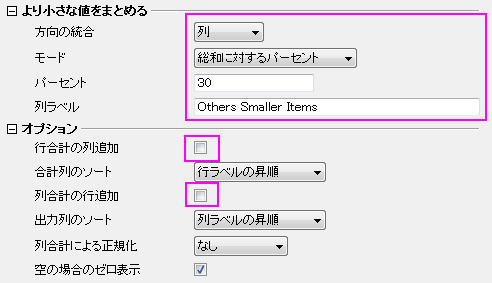 より小さな値をまとめる
方向の統合 列
モード 総和に対するパーセント
パーセント 30
列ラベル Others Smaller Items
オプション
行合計の列追加
合計列のソート 行ラベルの昇順
列合計の行追加
出力列のソート 列ラベルの昇順
列合計による正規化 なし
空の場合のゼロ表示